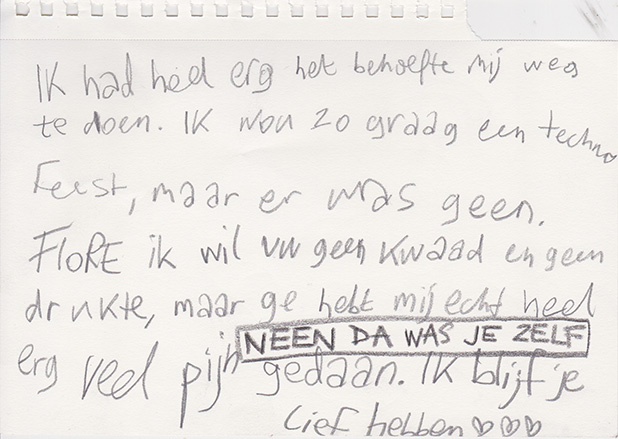 IK had heel erg het behoefte mij weg
te doen. IK wou zo graag een techno
Feest, maar er was geen.
FLORE ik wil uw geen kwaad en geen
drukte, maar ge hebt mij echt heel
NEEN DA WAS JE ZELF
erg veel pijn gedaan. IK blijf je
lief hebben ♡♡♡